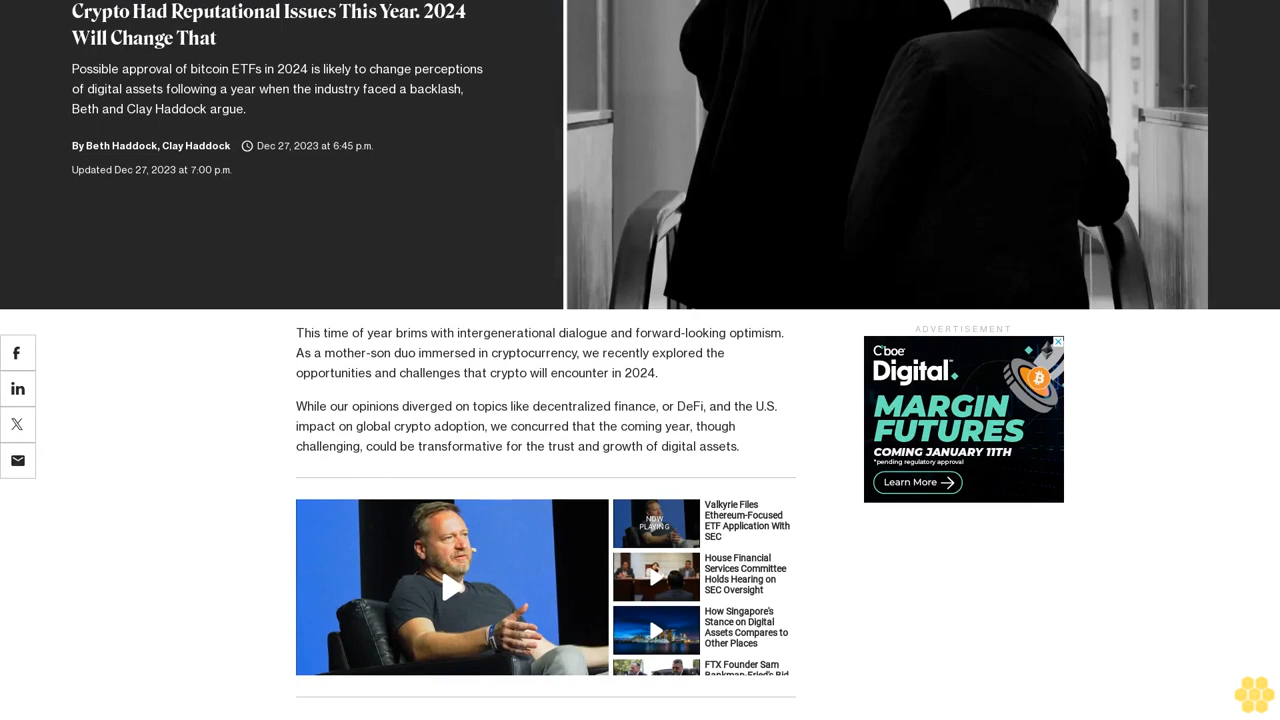 Crypto Had Reputational Issues This Year. 2024
Will Change That
Possible approval of bitcoin ETFs in 2024 is likely to change perceptions
of digital assets following a year when the industry faced a backlash,
Beth and Clay Haddock argue.
By Beth Haddock, Clay Haddock Dec 27, 2023 at 6:45 p.m.
Updated Dec 27, 2023 at 7:00 p.m.
This time of year brims with intergenerational dialogue and forward-looking optimism.
As a mother-son duo immersed in cryptocurrency, we recently explored the
opportunities and challenges that crypto will encounter in 2024.
While our opinions diverged on topics like decentralized finance, or DeFi, and the U.S.
impact on global crypto adoption, we concurred that the coming year, though
challenging, could be transformative for the trust and growth of digital assets.
NOW
PLAYING
Valkyrie Files
Ethereum-Focused
ETF Application With
SEC
House Financial
Services Committee
Holds Hearing on
SEC Oversight
How Singapore's
Stance on Digital
Assets Compares to
Other Places
FTX Founder Sam
Bankman-Fried's Bid
ADVERTISEMENT
Cboe
Digital
MARGIN
FUTURES
COMING JANUARY 11TH
*pending regulatory approval
Learn More